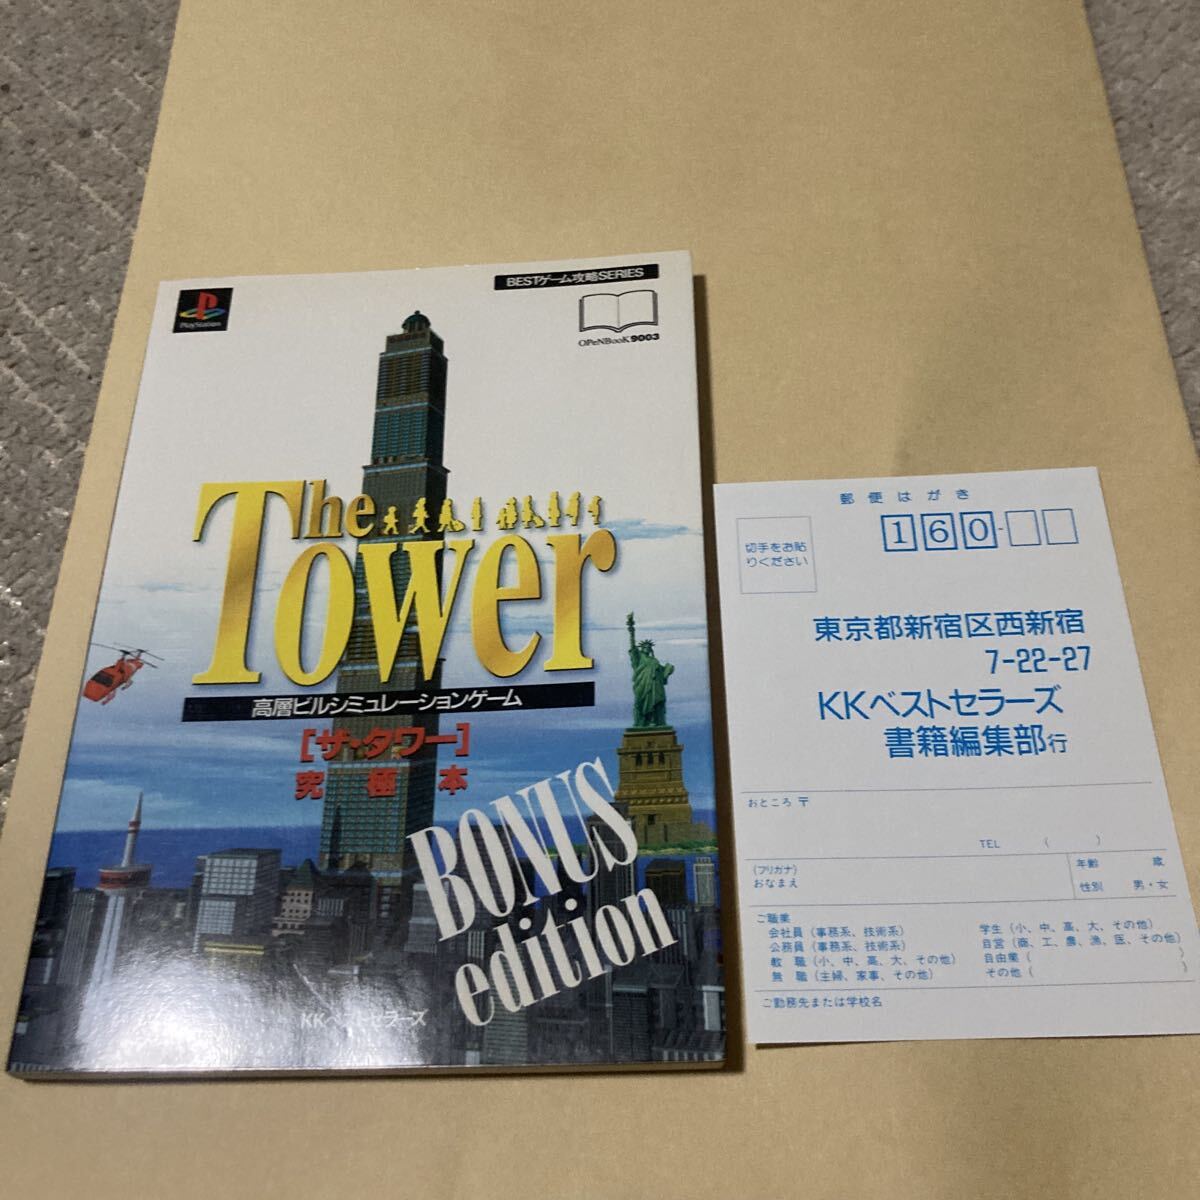 PlayStation
BESTゲーム攻略SERIES
OPeNBooK9003
The
Tower
高層ビルシミュレーションゲーム
[ザ・タワー]
究極本
BONUS
edition
KKベストセラーズ
郵便はがき
切手をお貼
りください
160-
東京都新宿区西新宿
7-22-27
KKベストセラーズ
書籍編集部行
おところ 〒
TEL ( )
(フリガナ)
おなまえ
年齢 歳
性別 男・女
ご職業
会社員(事務系、技術系)
公務員(事務系、技術系)
教 職(小、中、高、大、その他)
無 職(主婦、家事、その他)
学生(小、中、高、大、その他)
自営(商、工、農、漁、医、その他)
自由業( )
その他( )
ご勤務先または学校名